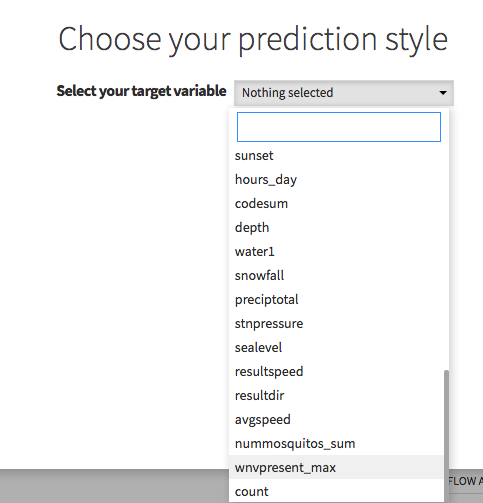 Choose your prediction style
Select your target variable Nothing selected
sunset
hours_day
codesum
depth
water1
snowfall
preciptotal
stnpressure
sealevel
resultspeed
resultdir
avgspeed
nummosquitos_sum
wnvpresent_max
FLOW A
count